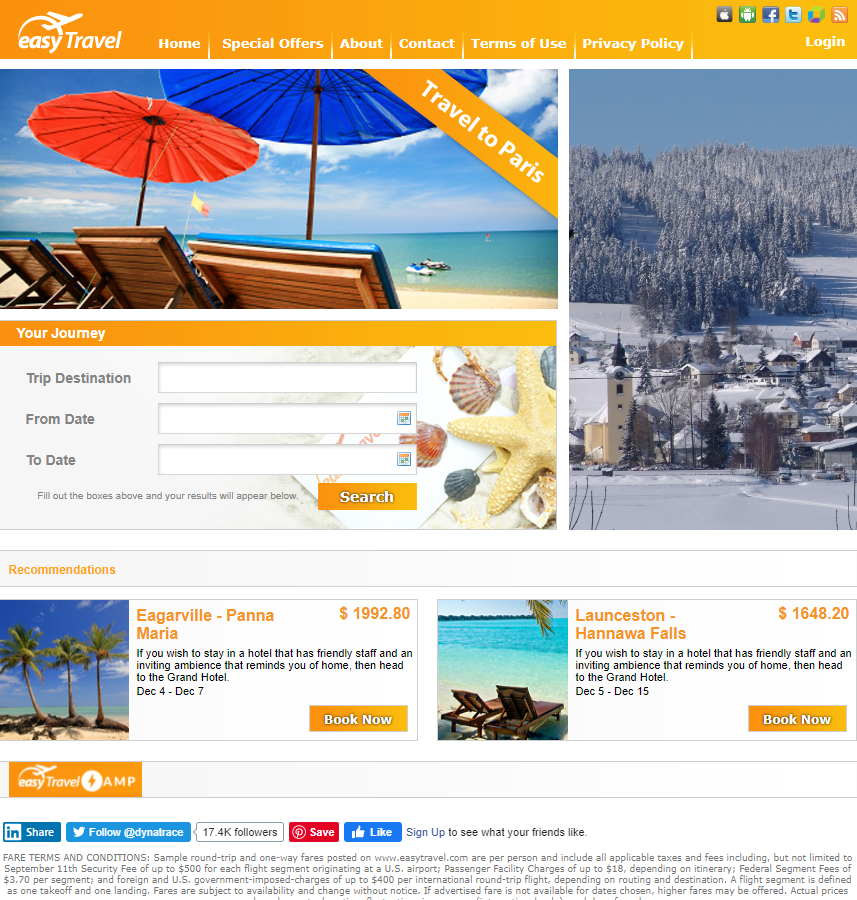 easyTravel
Home
Special Offers
About
Contact
Terms of Use
Privacy Policy
Login
Travel to Paris
Your Journey
Trip Destination
From Date
To Date
Fill out the boxes above and your results will appear below.
Search
Recommendations
Eagarville - Panna
Maria
$ 1992.80
If you wish to stay in a hotel that has friendly staff and an
inviting ambience that reminds you of home, then head
to the Grand Hotel.
Dec 4 - Dec 7
Book Now
Launceston -
Hannawa Falls
$ 1648.20
If you wish to stay in a hotel that has friendly staff and an
inviting ambience that reminds you of home, then head
to the Grand Hotel.
Dec 5 - Dec 15
Book Now
easyTravel AMP
in Share
Follow @dynatrace
17.4K followers
Save
Like
Sign Up to see what your friends like.
FARE TERMS AND CONDITIONS: Sample round-trip and one-way fares posted on www.easytravel.com are per person and include all applicable taxes and fees including, but not limited to
September 11th Security Fee of up to $500 for each flight segment originating at a U.S. airport; Passenger Facility Charges of up to $18, depending on itinerary; Federal Segment Fees of
$3.70 per segment; and foreign and U.S. government-imposed-charges of up to $400 per international round-trip flight, depending on routing and destination. A flight segment is defined
as one takeoff and one landing. Fares are subject to availability and change without notice. If advertised fare is not available for dates chosen, higher fares may be offered. Actual prices